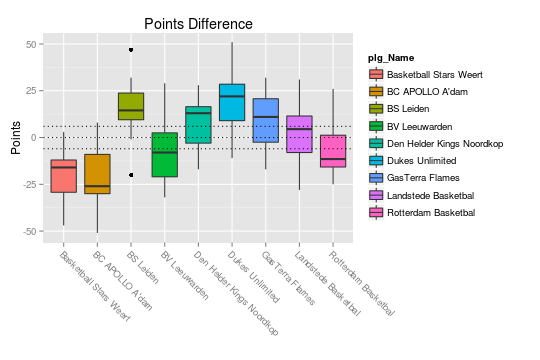 Points Difference
Points
50
25
0
-25
-50
Basketball Stars Weert
BC APOLLO A'dam
BS Leiden
BV Leeuwarden
Den Helder Kings Noordkop
Dukes Unlimited
GasTerra Flames
Landstede Basketbal
Rotterdam Basketbal
plg_Name
Basketball Stars Weert
BC APOLLO A'dam
BS Leiden
BV Leeuwarden
Den Helder Kings Noordkop
Dukes Unlimited
GasTerra Flames
Landstede Basketbal
Rotterdam Basketbal